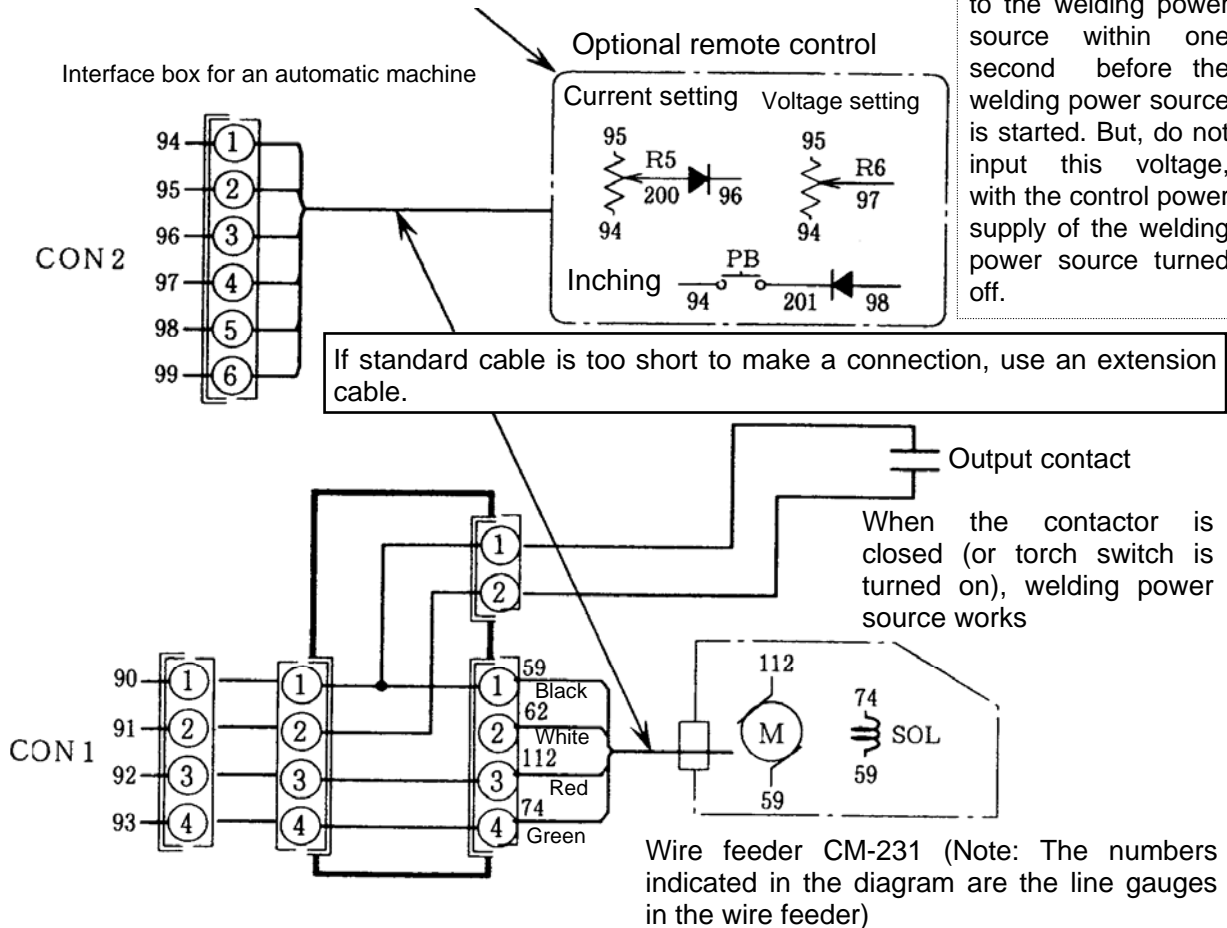 to the welding power
source within one
second before the
welding power source
is started. But, do not
input this voltage,
with the control power
supply of the welding
power source turned
off.
Optional remote control
Interface box for an automatic machine
Current setting
Voltage setting
95
R5
200
96
94
95
R6
97
94
Inching
PB
94
201
98
CON 2
94 1
95 2
96 3
97 4
98 5
99 6
If standard cable is too short to make a connection, use an extension
cable.
Output contact
When the contactor is
closed (or torch switch is
turned on), welding power
source works
1
2
CON 1
90 1 1 1 59 Black
91 2 2 2 62 White
92 3 3 3 112 Red
93 4 4 4 74 Green
112
M
59
74
SOL
59
Wire feeder CM-231 (Note: The numbers
indicated in the diagram are the line gauges
in the wire feeder)